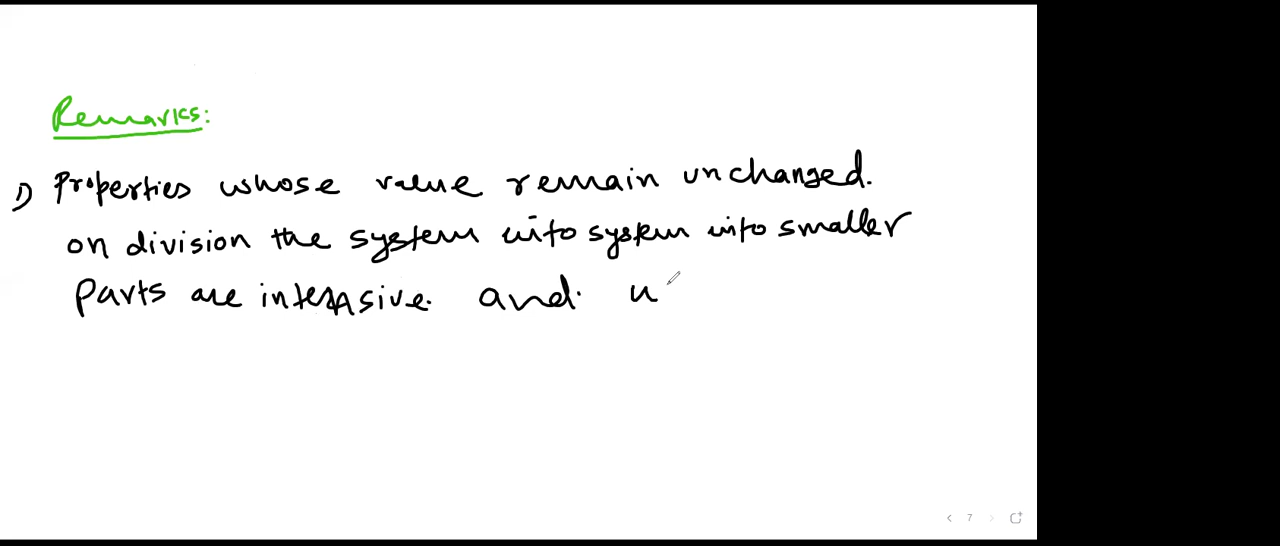 Remarks:
1) Properties whose value remain unchanged.
on division the system into system into smaller
parts are intensive. and. u
7